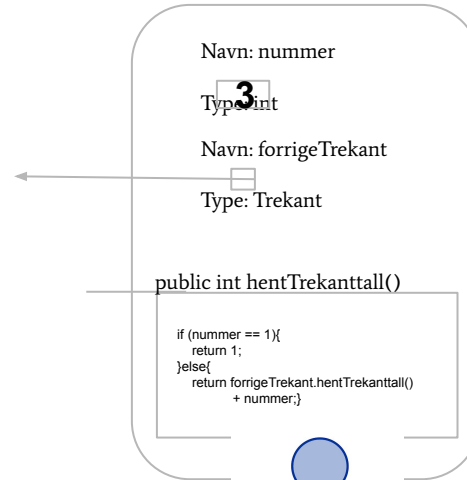 Navn: nummer
3
Type: int
Navn: forrigeTrekant
Type: Trekant
public int hentTrekanttall()
if (nummer == 1){
return 1;
}else{
return forrigeTrekant.hentTrekanttall()
+ nummer;}